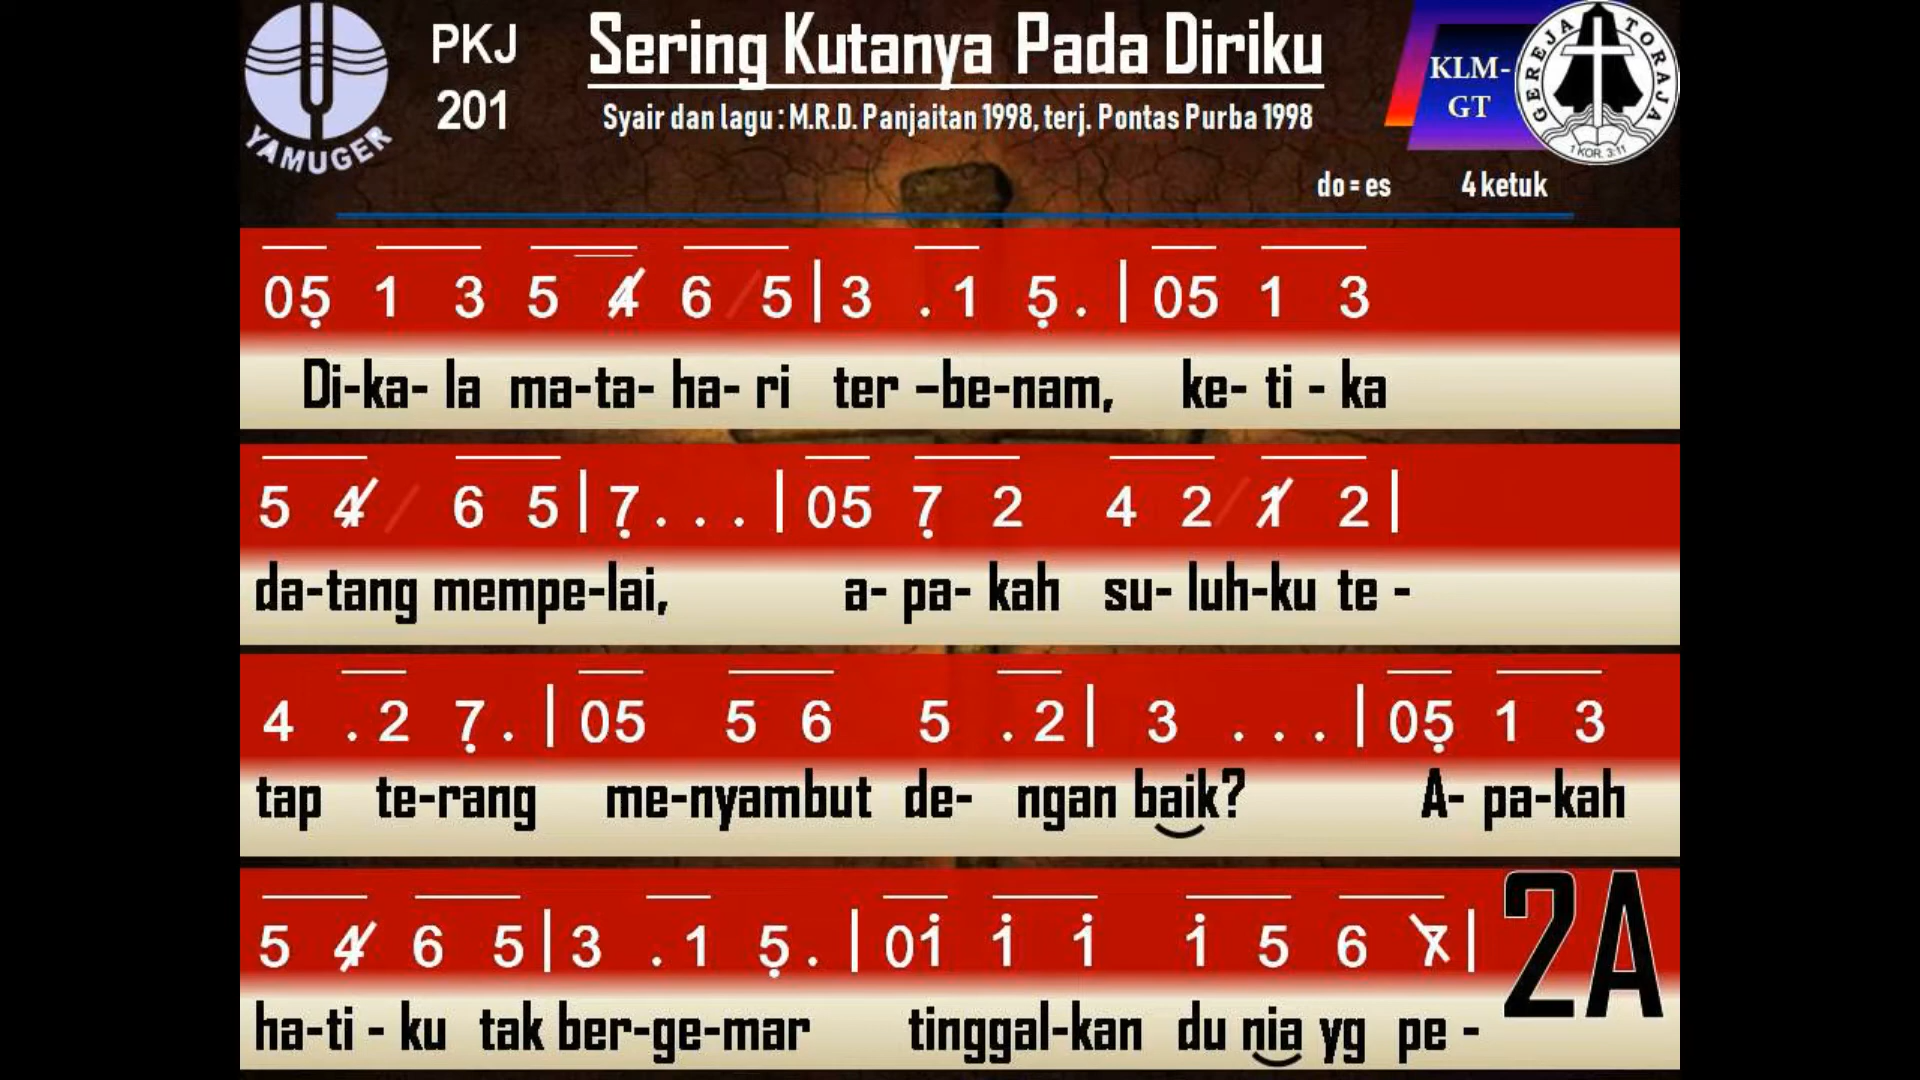 YAMUGER
PKJ
201
Sering Kutanya Pada Diriku
Syair dan lagu : M.R.D. Panjaitan 1998, terj. Pontas Purba 1998
KLM-
GT
GEREJA TORAJA
1 KOR. 3:11
do = es 4 ketuk
05̣ 1 3 5 4̸ 6 5 | 3 . 1 5̣ . | 05 1 3
Di-ka- la ma-ta- ha- ri ter –be-nam, ke- ti - ka
5 4̸ 6 5 | 7̣ . . . | 05 7̣ 2 4 2 1̸ 2 |
da-tang mempe-lai, a- pa- kah su- luh-ku te -
4 . 2 7̣ . | 05 5 6 5 . 2 | 3 . . . | 05̣ 1 3
tap te-rang me-nyambut de- ngan baik? A- pa-kah
5 4̸ 6 5 | 3 . 1 5̣ . | 01̇ 1̇ 1̇ 1̇ 5 6 7̸ |
ha-ti - ku tak ber-ge-mar tinggal-kan du nia yg pe -
2A